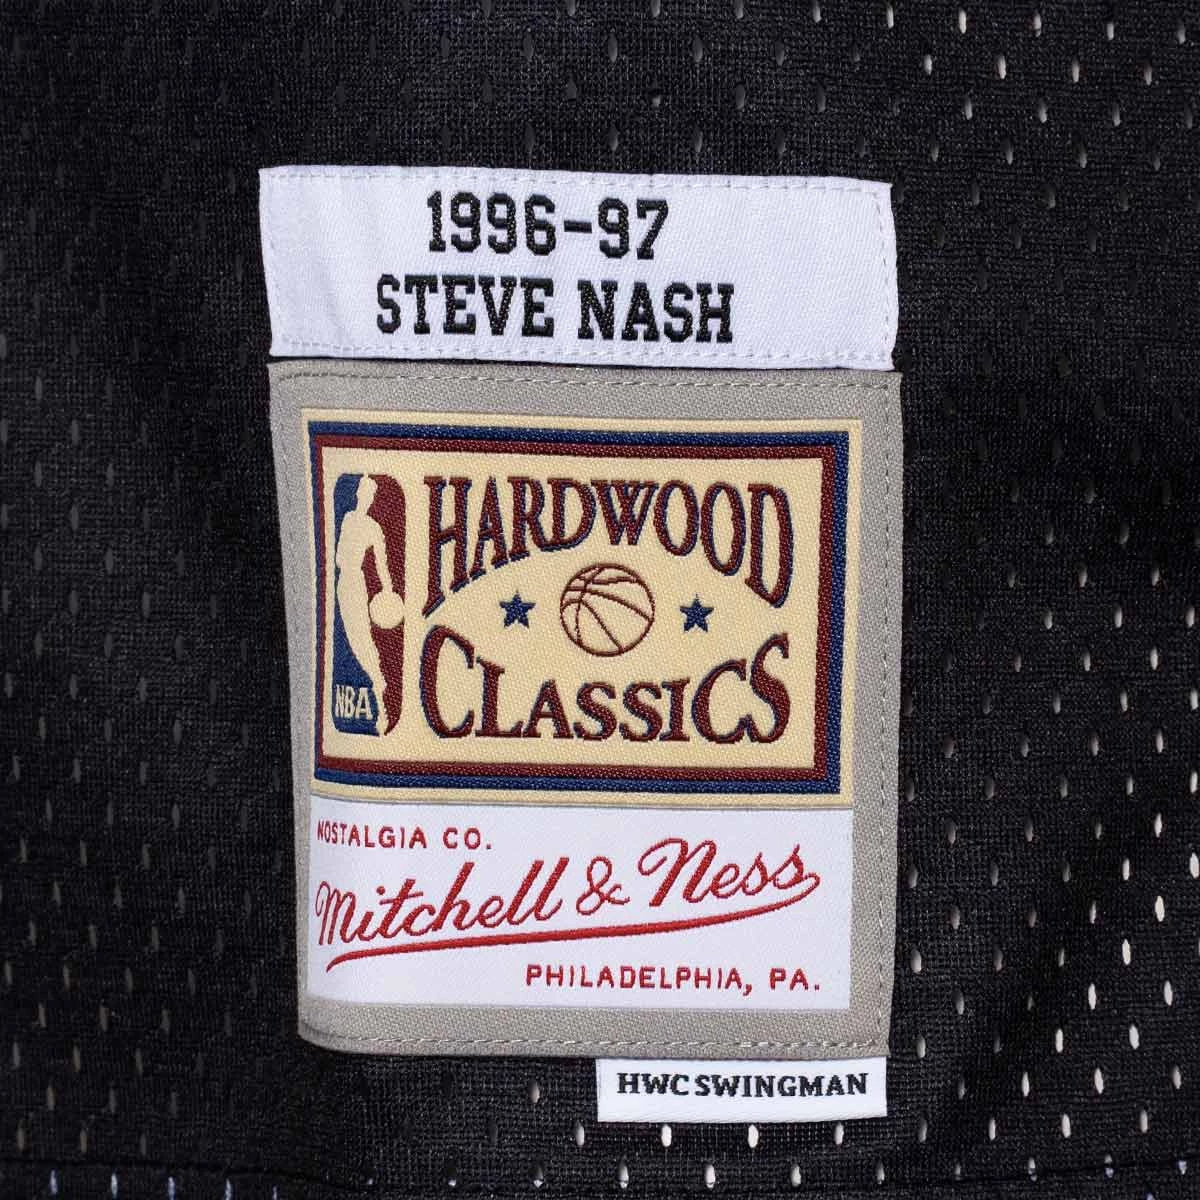 1996-97
STEVE NASH
HARDWOOD
CLASSICS
NBA
NOSTALGIA CO.
Mitchell & Ness
PHILADELPHIA, PA.
HWC SWINGMAN